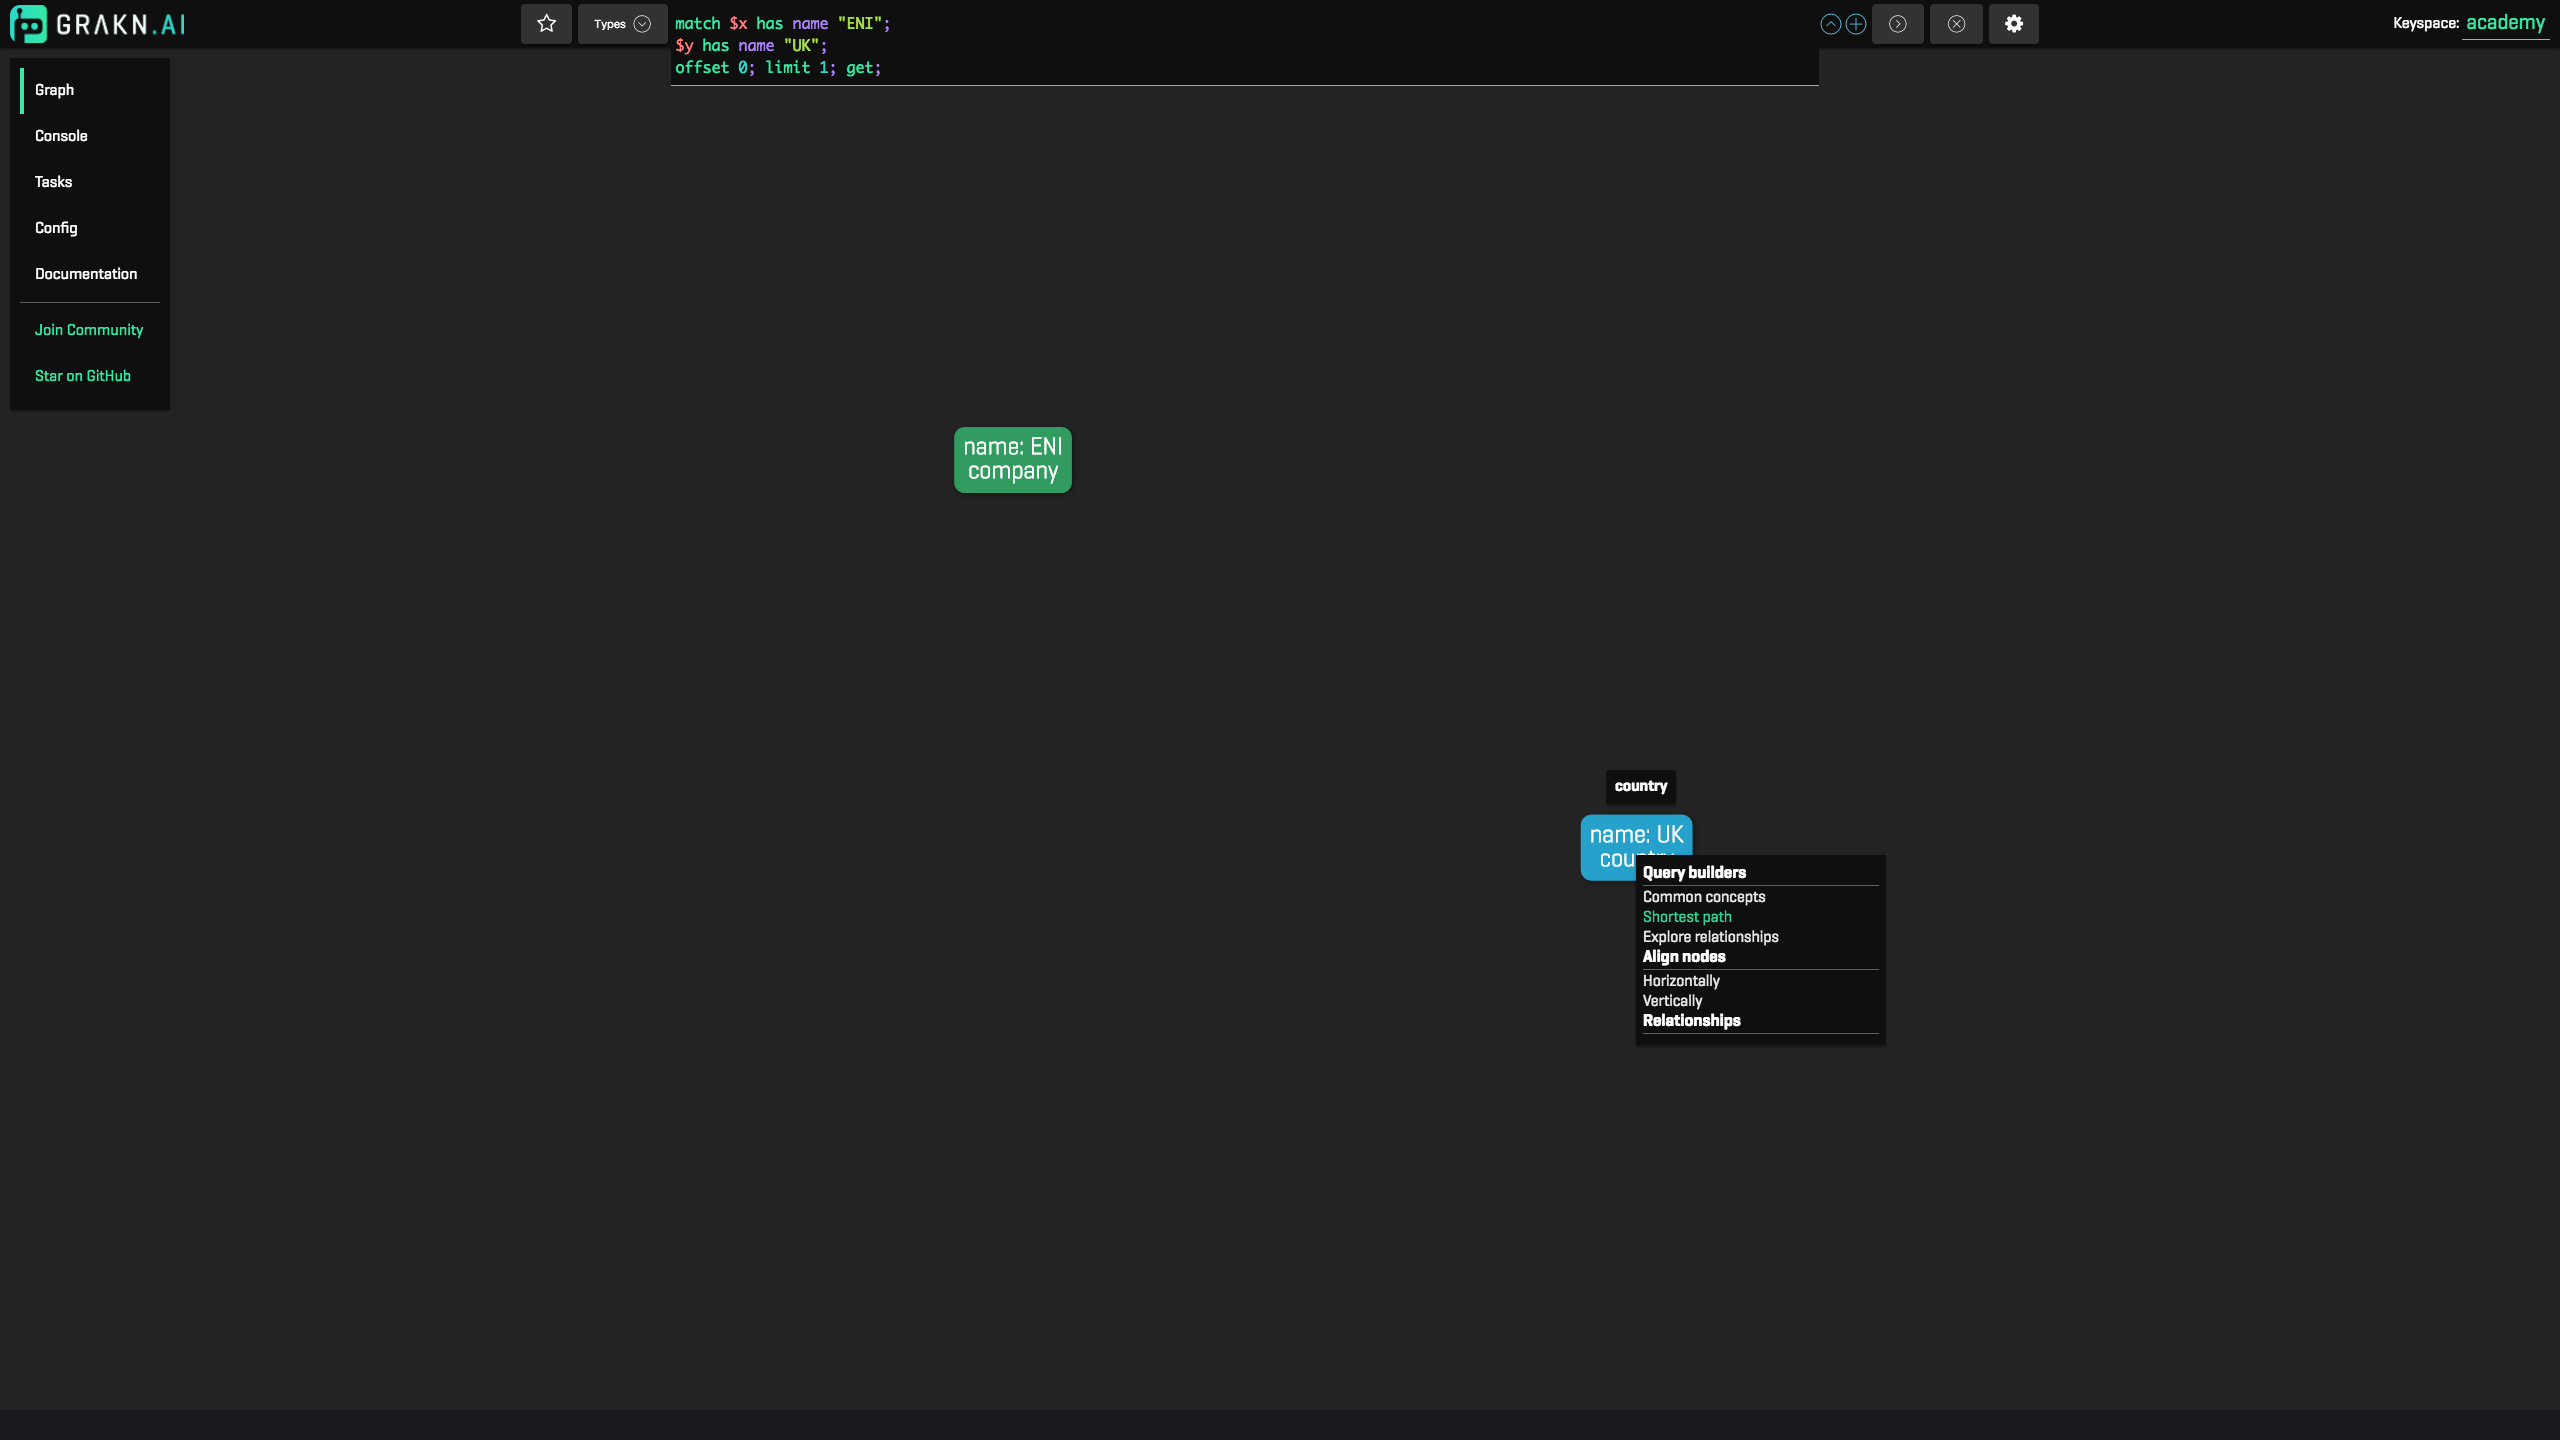 GRAKN.AI
Types
match $x has name "ENI";
$y has name "UK";
offset 0; limit 1; get;
Keyspace: academy
Graph
Console
Tasks
Config
Documentation
Join Community
Star on GitHub
name: ENI
company
country
name: UK
Query builders
Common concepts
Shortest path
Explore relationships
Align nodes
Horizontally
Vertically
Relationships